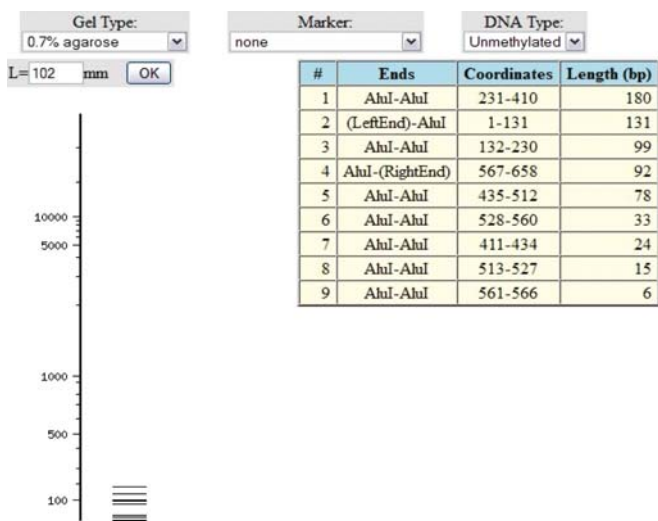 Gel Type: Marker: DNA Type:
0.7% agarose none Unmethylated
L= 102 mm OK
# Ends Coordinates Length (bp)
1 AluI-AluI 231-410 180
2 (LeftEnd)-AluI 1-131 131
3 AluI-AluI 132-230 99
4 AluI-(RightEnd) 567-658 92
5 AluI-AluI 435-512 78
6 AluI-AluI 528-560 33
7 AluI-AluI 411-434 24
8 AluI-AluI 513-527 15
9 AluI-AluI 561-566 6
10000
5000
1000
500
100